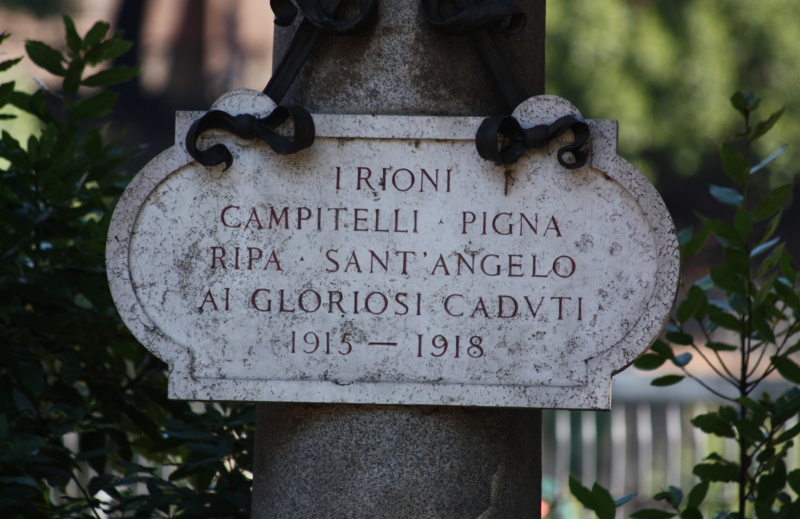 I RIONI
CAMPITELLI · PIGNA
RIPA · SANT'ANGELO
AI GLORIOSI CADVTI
1915 — 1918